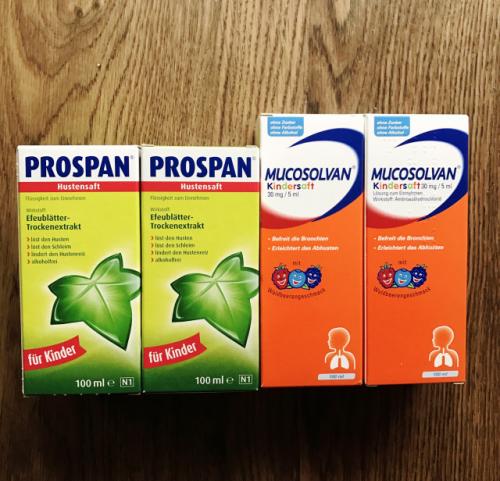 PROSPAN®
Hustensaft
Flüssigkeit zum Einnehmen
Wirkstoff:
Efeublätter-
Trockenextrakt
löst den Husten
löst den Schleim
lindert den Hustenreiz
alkoholfrei
für Kinder
100 ml e N1
PROSPAN®
Hustensaft
Flüssigkeit zum Einnehmen
Wirkstoff:
Efeublätter-
Trockenextrakt
löst den Husten
löst den Schleim
lindert den Hustenreiz
alkoholfrei
für Kinder
100 ml e N1
ohne Zucker
ohne Farbstoffe
ohne Alkohol
MUCOSOLVAN®
Kindersaft
30 mg / 5 ml
Befreit die Bronchien
Erleichtert das Abhusten
mit
Waldbeerengeschmack
100 ml
ohne Zucker
ohne Farbstoffe
ohne Alkohol
MUCOSOLVAN®
Kindersaft 30 mg / 5 ml
Lösung zum Einnehmen
Wirkstoff: Ambroxolhydrochlorid
Befreit die Bronchien
Erleichtert das Abhusten
mit
Waldbeerengeschmack
100 ml